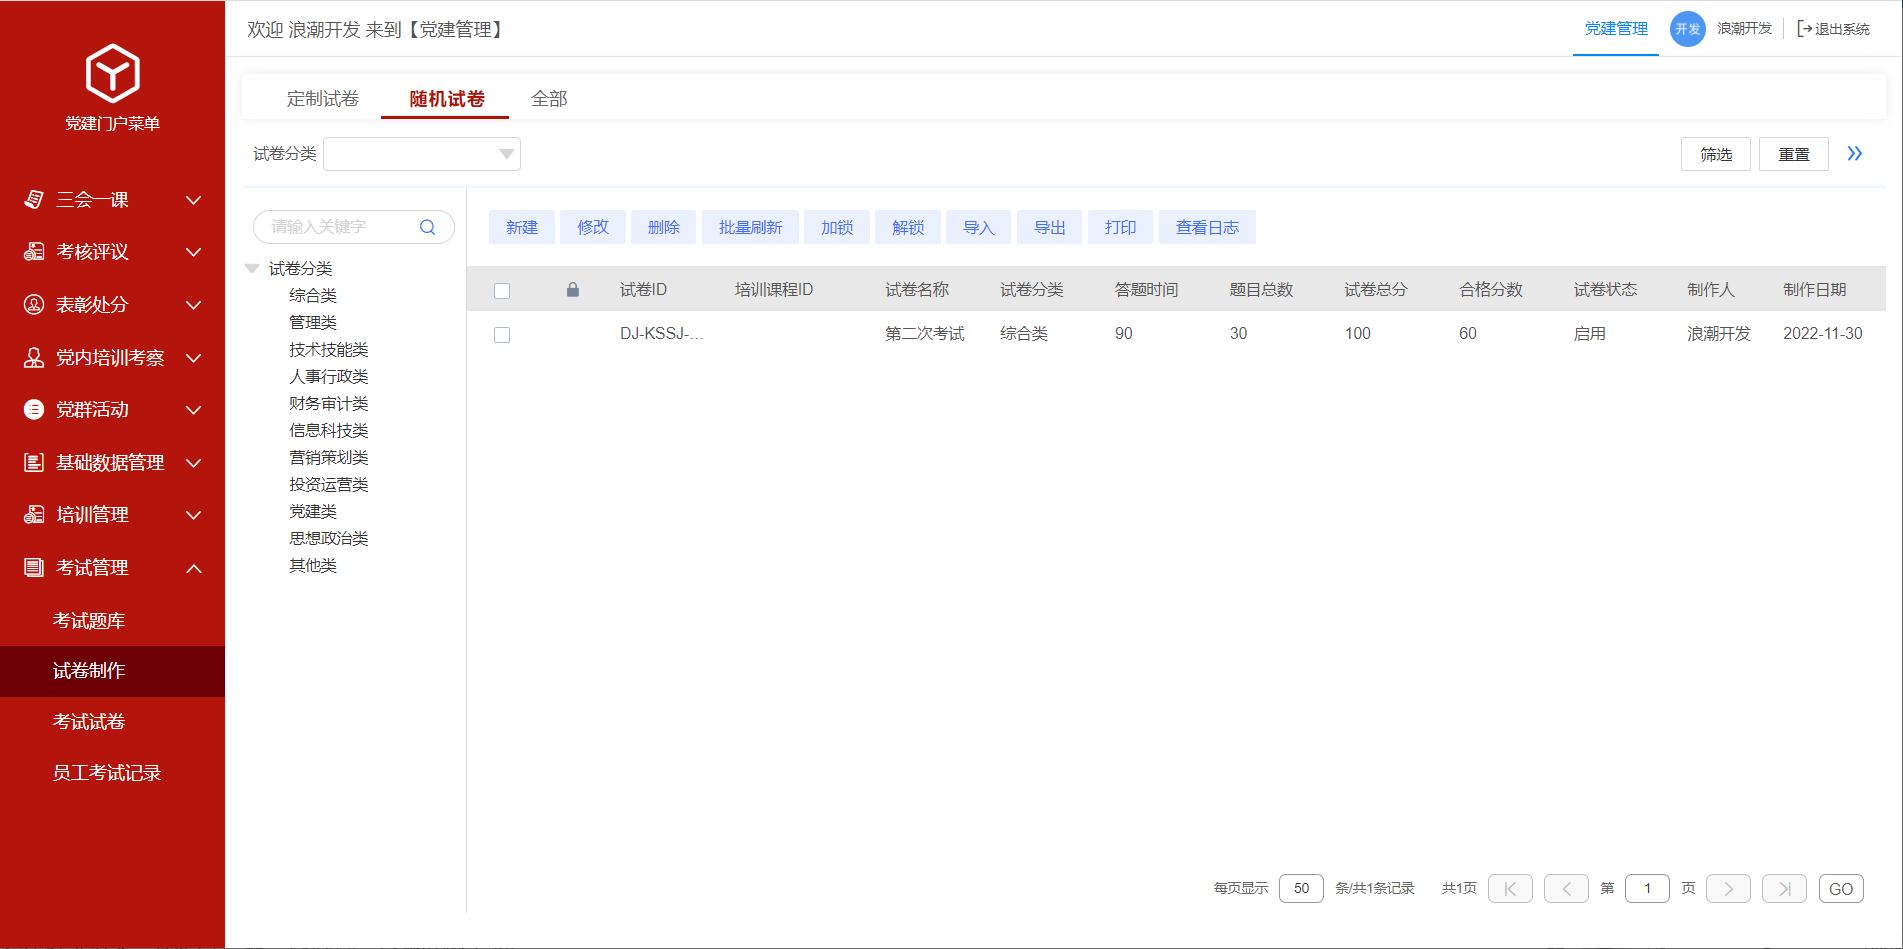 欢迎 浪潮开发 来到【党建管理】
党建管理
开发
浪潮开发
退出系统
党建门户菜单
三会一课
考核评议
表彰处分
党内培训考察
党群活动
基础数据管理
培训管理
考试管理
考试题库
试卷制作
考试试卷
员工考试记录
定制试卷 随机试卷 全部
试卷分类
筛选 重置
请输入关键字
试卷分类
综合类
管理类
技术技能类
人事行政类
财务审计类
信息科技类
营销策划类
投资运营类
党建类
思想政治类
其他类
新建 修改 删除 批量刷新 加锁 解锁 导入 导出 打印 查看日志
试卷ID 培训课程ID 试卷名称 试卷分类 答题时间 题目总数 试卷总分 合格分数 试卷状态 制作人 制作日期
DJ-KSSJ-... 第二次考试 综合类 90 30 100 60 启用 浪潮开发 2022-11-30
每页显示 50 条/共1条记录 共1页 第 1 页 GO